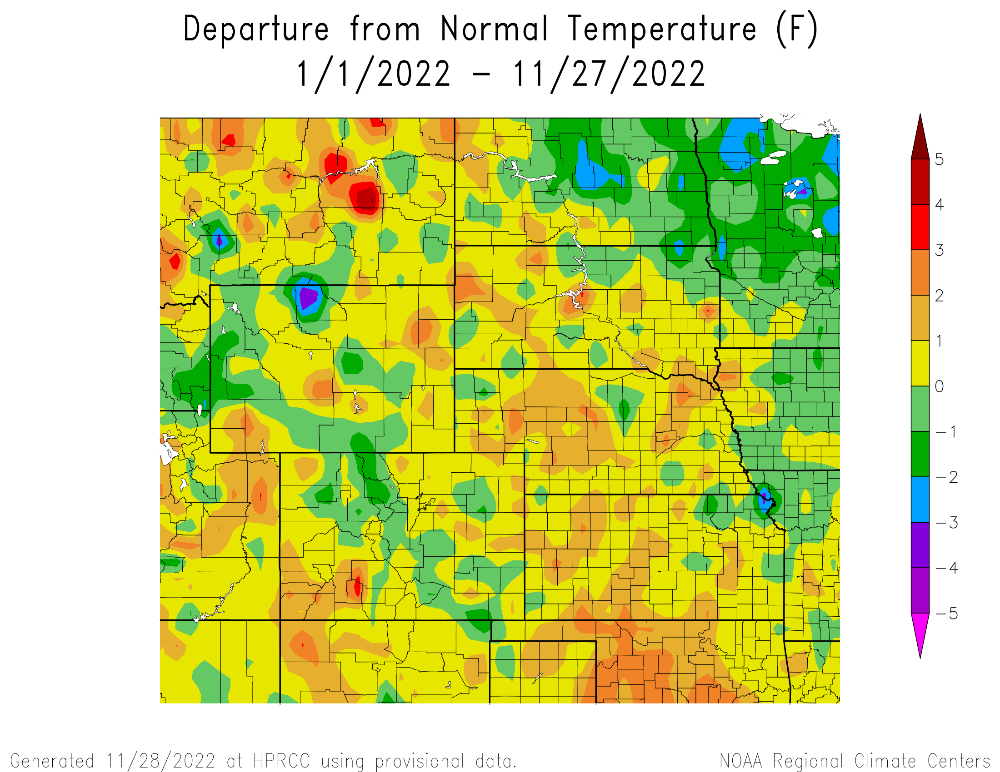 Departure from Normal Temperature (F)
1/1/2022 - 11/27/2022
5
4
3
2
1
0
-1
-2
-3
-4
-5
Generated 11/28/2022 at HPRCC using provisional data.
NOAA Regional Climate Centers